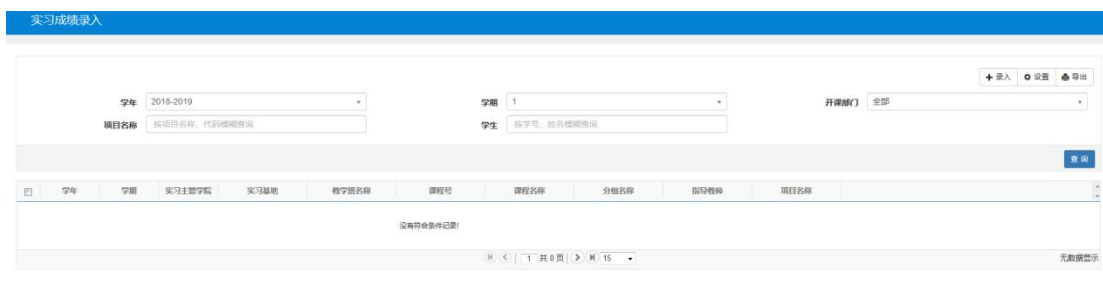 实习成绩录入
录入 设置 导出
学年 2018-2019 学期 1 开课部门 全部
项目名称 按项目名称、代码模糊查询 学生 按学号、姓名模糊查询
查 询
学年 学期 实习主管学院 实习基地 教学班名称 课程号 课程名称 分组名称 指导教师 项目名称
没有符合条件记录!
1 共 0 页 15 无数据显示